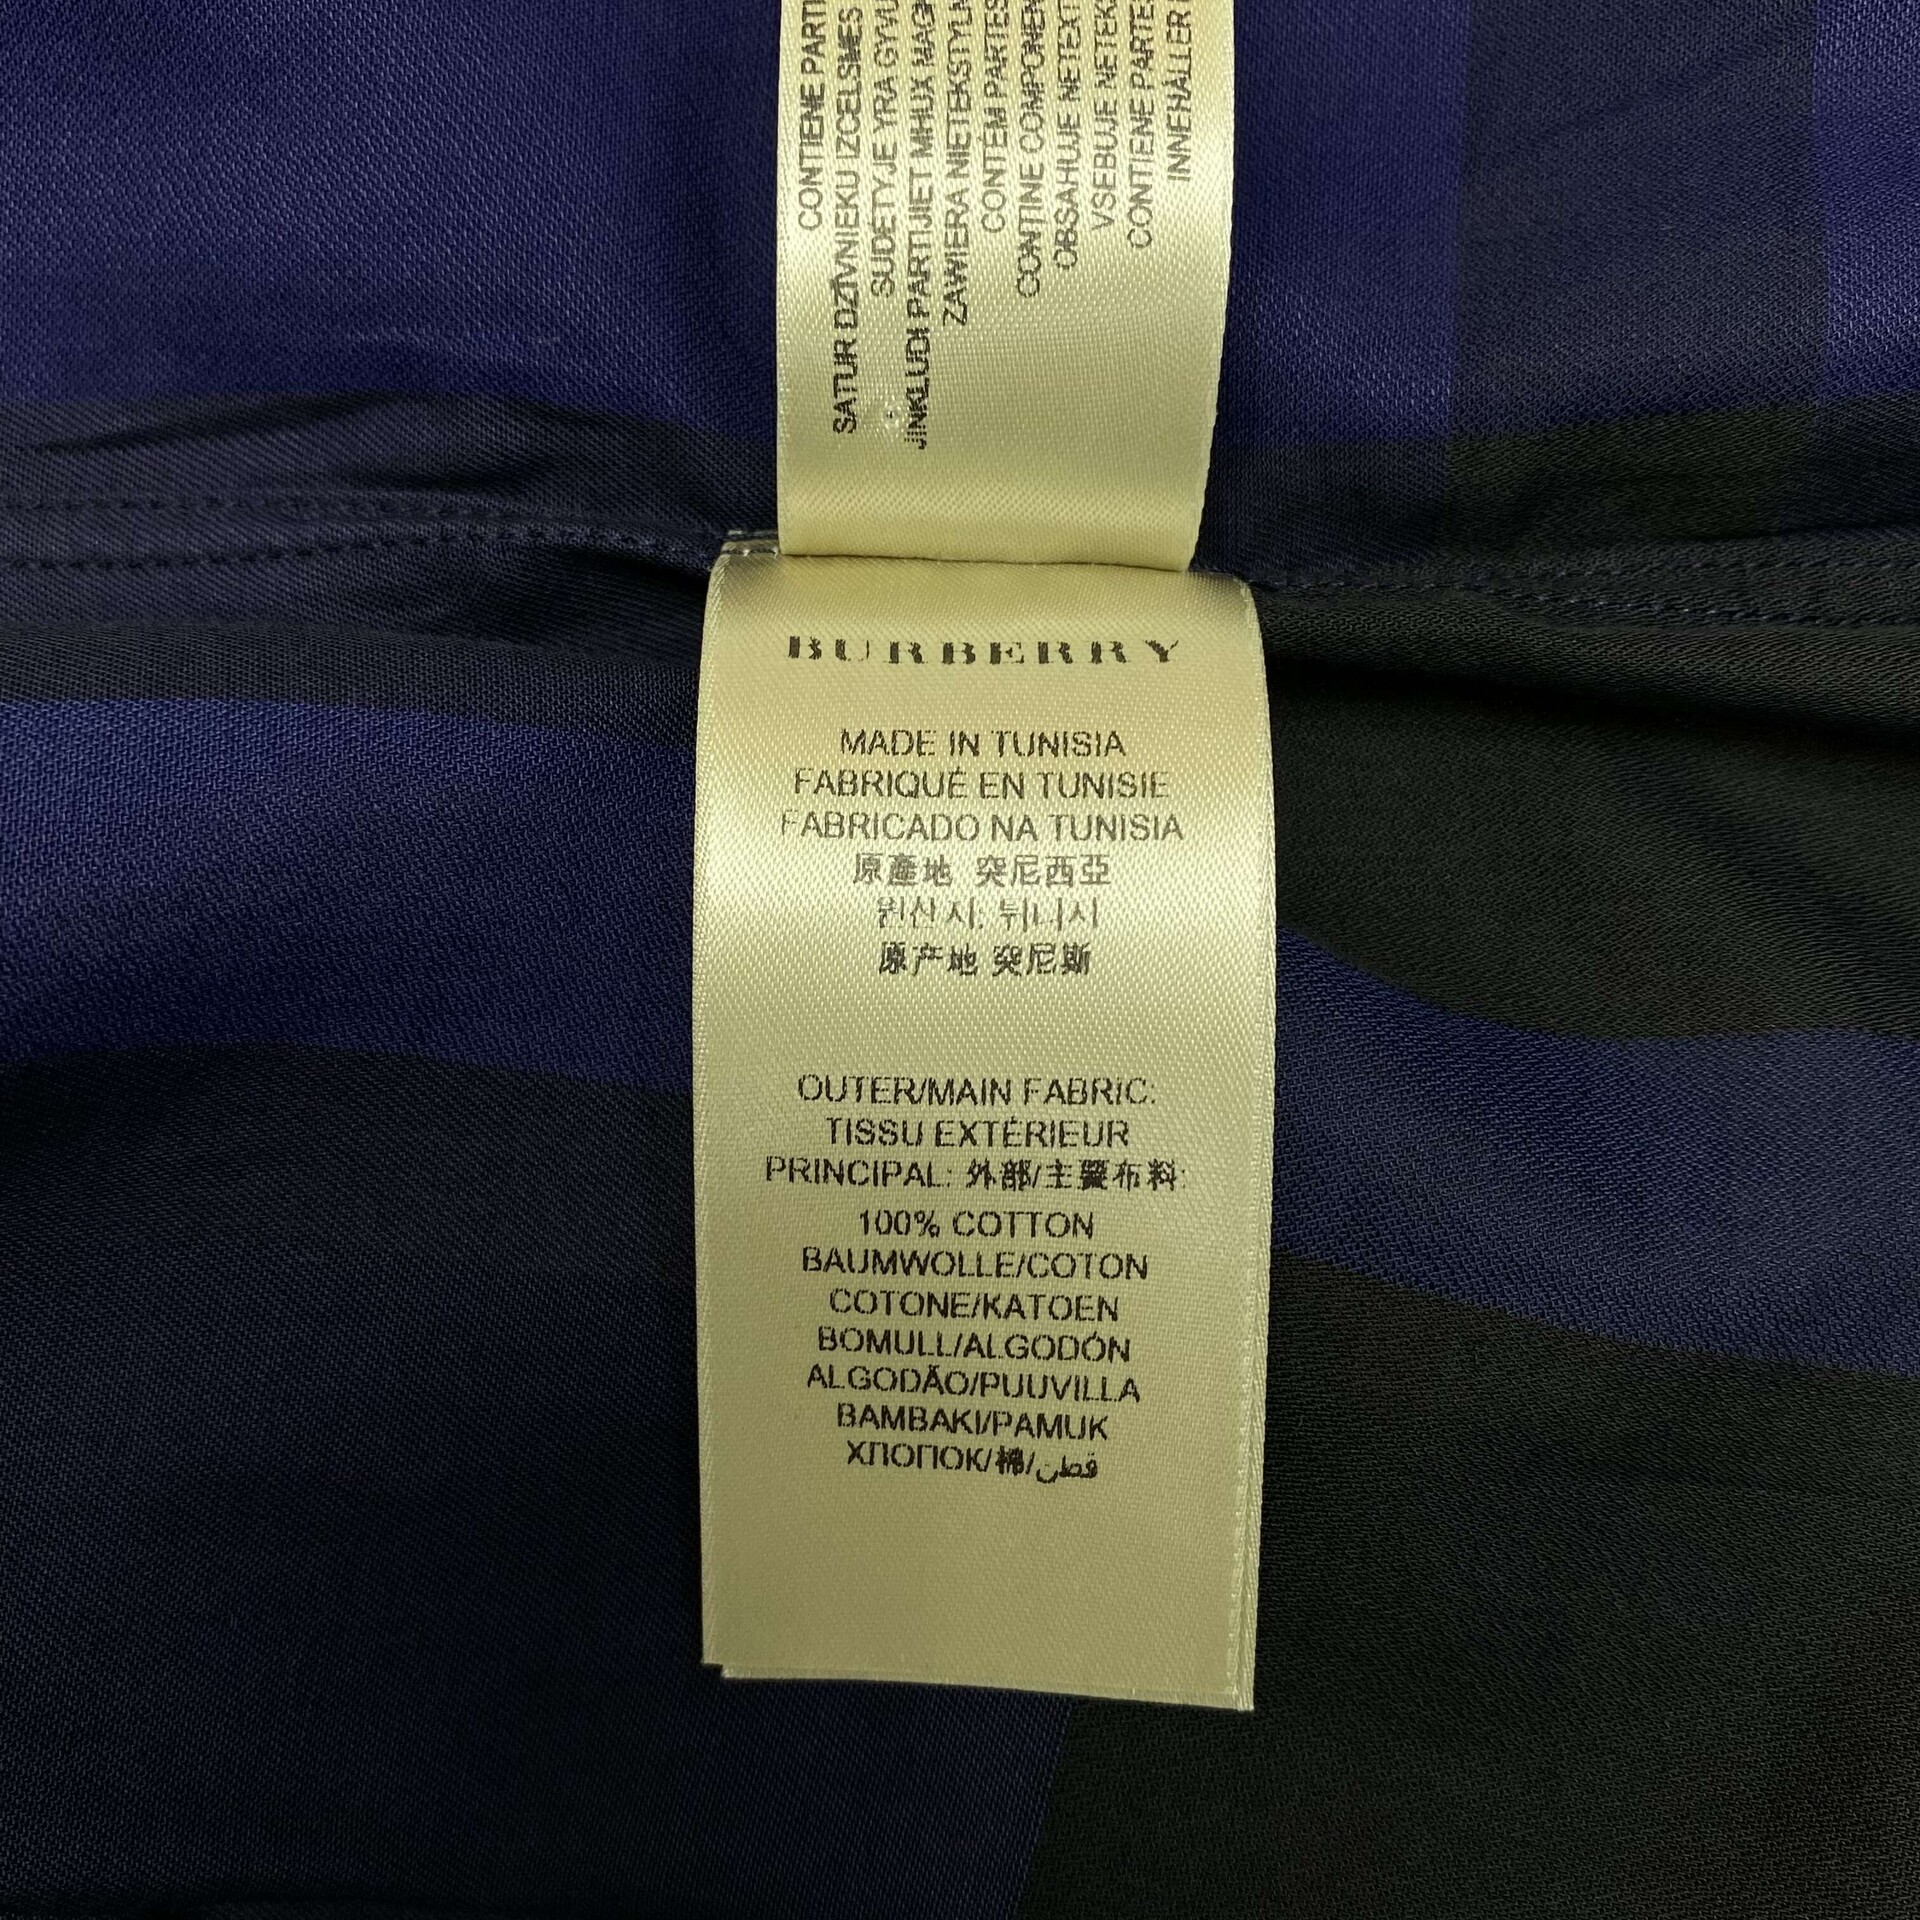 CONTIENE PARTI
SATUR DZĪVNIEKU IZCELSMES
SUDĖTYJE YRA GYVU
JINKLUDI PARTIJIET MHUX MAGĦ
ZAWIERA NIETEKSTYLN
CONTÉM PARTES
CONȚINE COMPONEN
OBSAHUJE NETEXT
VSEBUJE NETEK
CONTIENE PARTES
INNEHÅLLER
BURBERRY
MADE IN TUNISIA
FABRIQUÉ EN TUNISIE
FABRICADO NA TUNISIA
原產地 突尼西亞
원산지: 튀니지
原产地 突尼斯
OUTER/MAIN FABRIC:
TISSU EXTÉRIEUR
PRINCIPAL: 外部/主要布料:
100% COTTON
BAUMWOLLE/COTON
COTONE/KATOEN
BOMULL/ALGODÓN
ALGODÃO/PUUVILLA
BAMBAKI/PAMUK
ХЛОПОК/棉/قطن